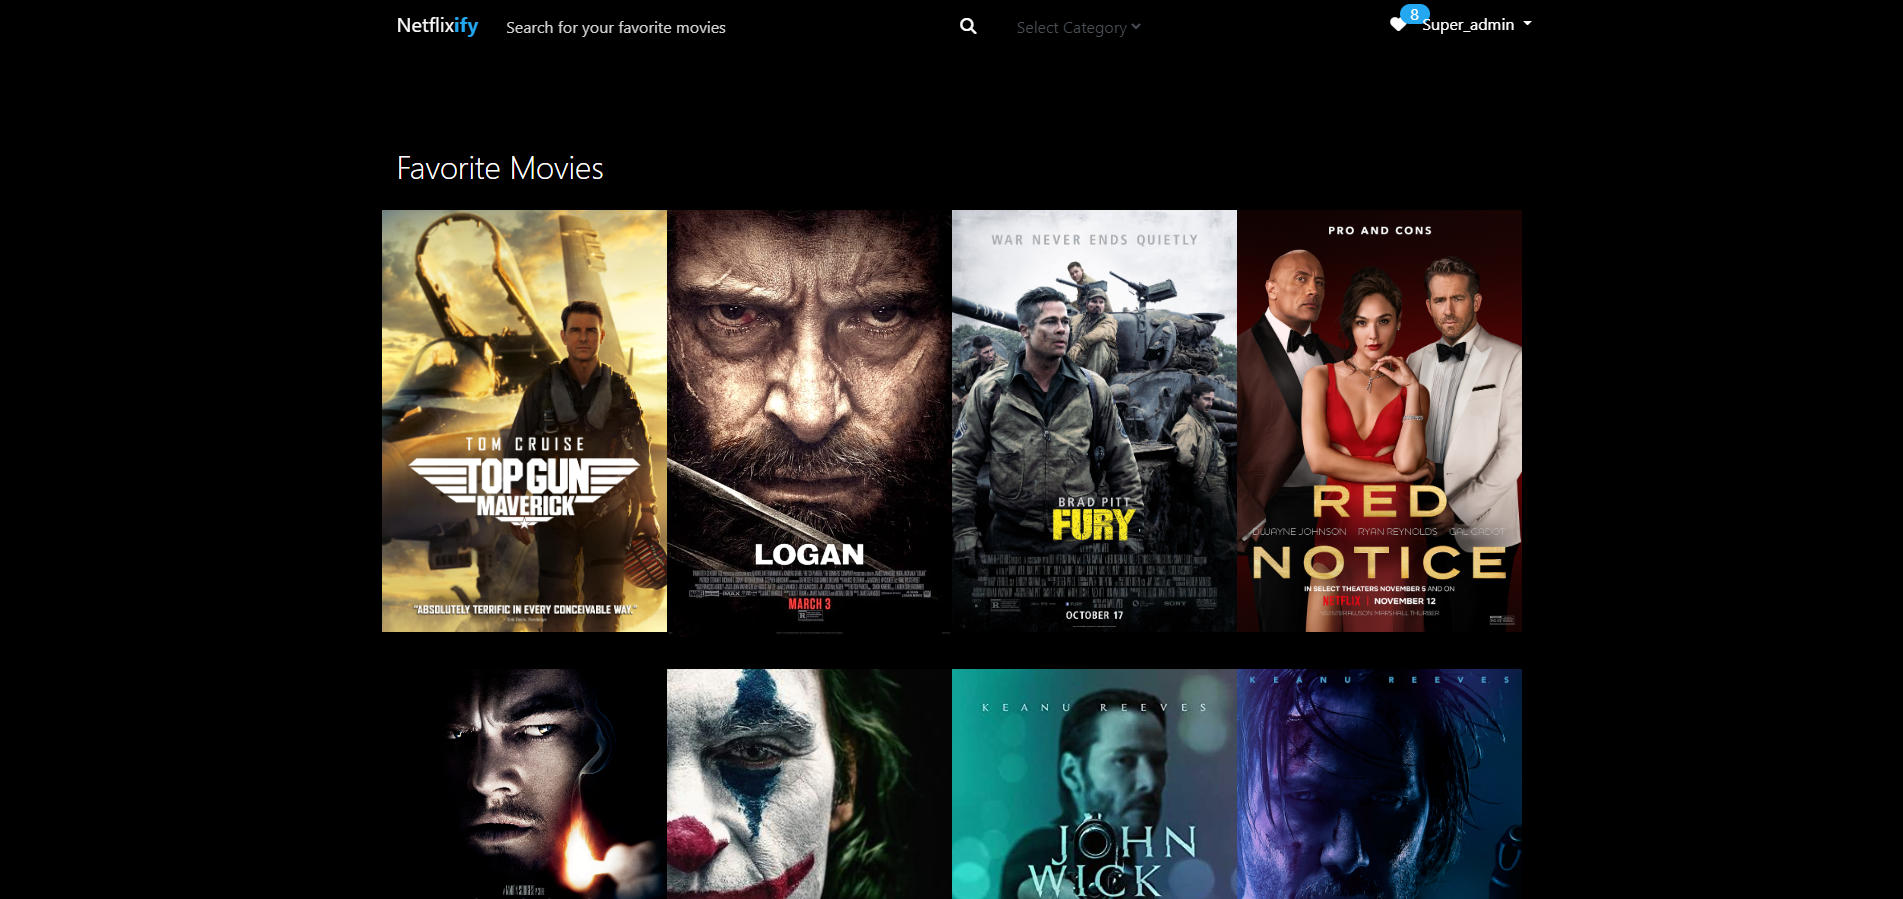 Netflixify
Search for your favorite movies
Select Category
8
Super_admin
Favorite Movies
TOM CRUISE
TOP GUN
MAVERICK
"ABSOLUTELY TERRIFIC IN EVERY CONCEIVABLE WAY."
LOGAN
MARCH 3
WAR NEVER ENDS QUIETLY
BRAD PITT
FURY
SONY
OCTOBER 17
PRO AND CONS
RED
DWAYNE JOHNSON RYAN REYNOLDS GAL GADOT
NOTICE
IN SELECT THEATERS NOVEMBER 5 AND ON
NETFLIX | NOVEMBER 12
KEANU REEVES
JOHN
WICK
KEANU REEVES